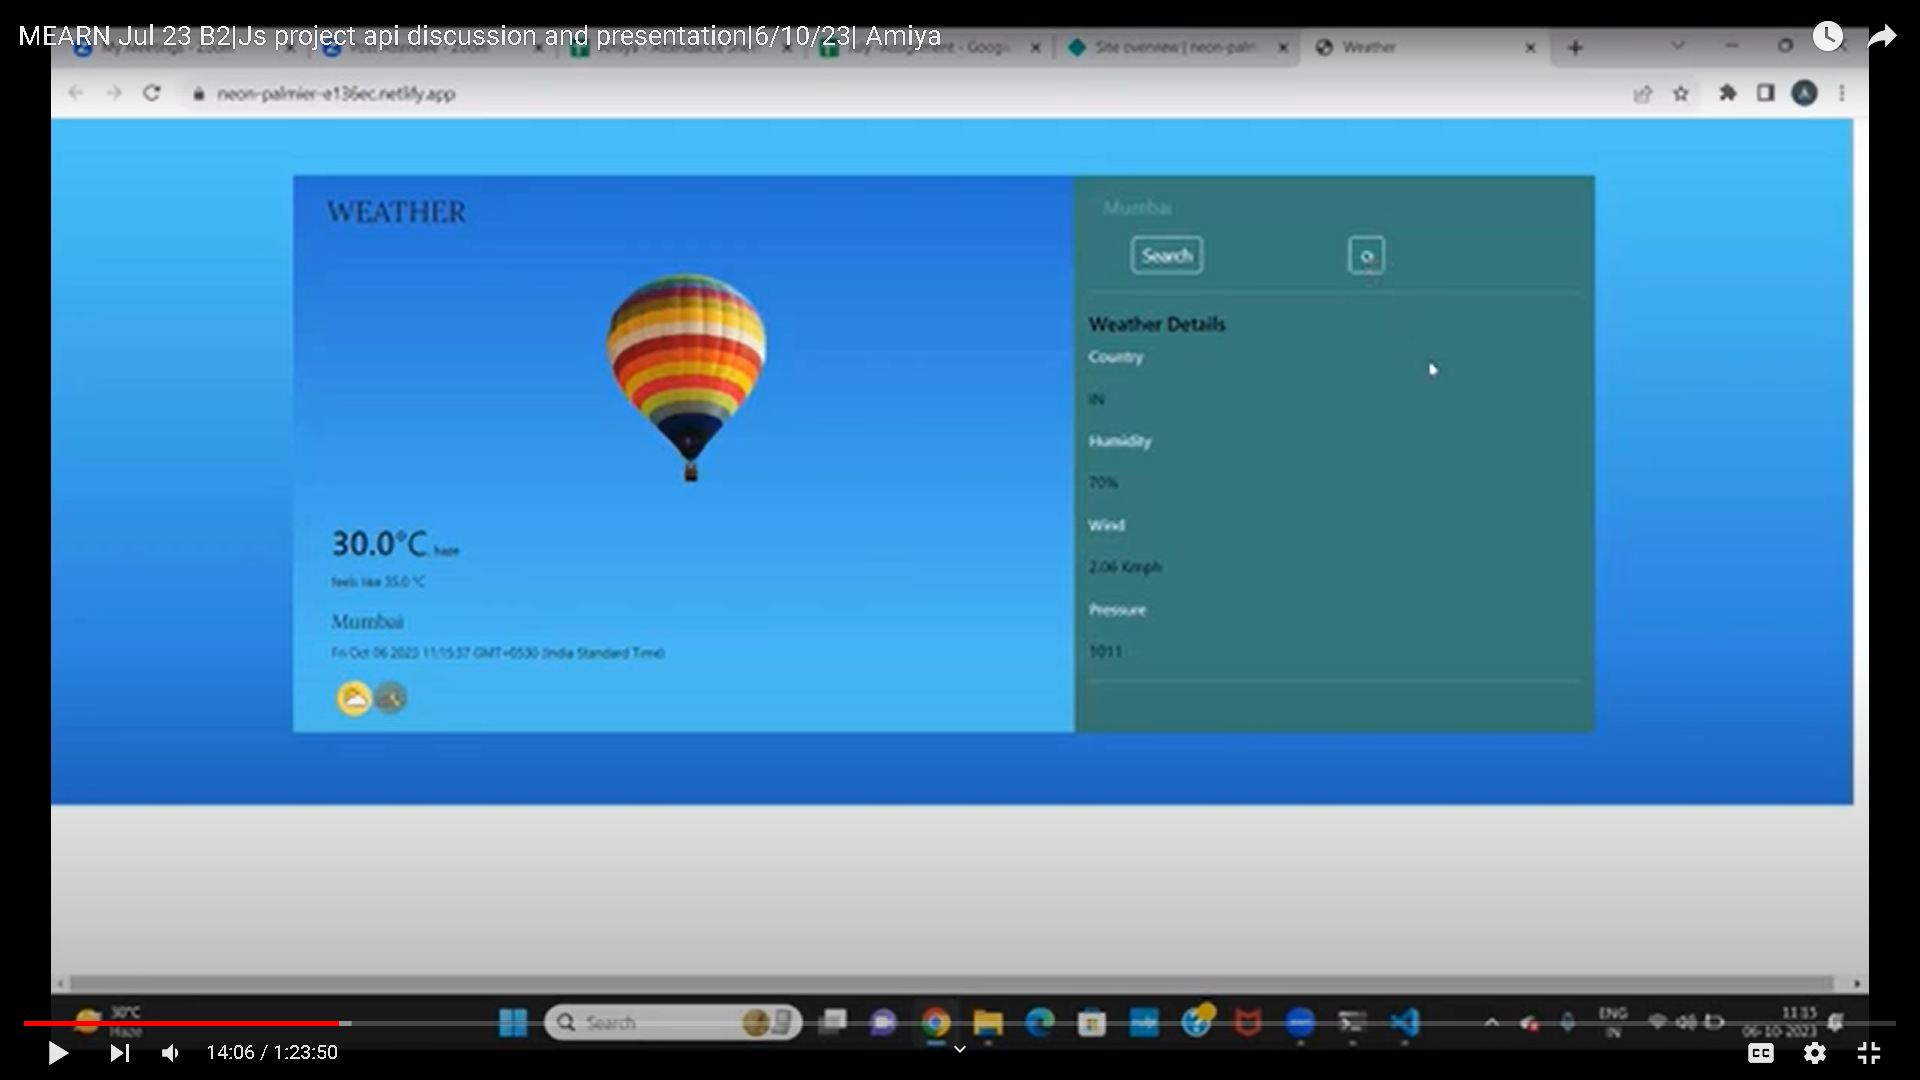 MEARN Jul 23 B2|Js project api discussion and presentation|6/10/23| Amiya
Site overview | neon-palm
Weather
neon-palmier-e136ec.netlify.app
WEATHER
30.0°C, haze
feels like 35.0 °C
Mumbai
Fri Oct 06 2023 11:15:37 GMT+0530 (India Standard Time)
Mumbai
Search
Weather Details
Country
IN
Humidity
70%
Wind
2.06 Kmph
Pressure
1011
30°C
Haze
Search
ENG
IN
11:15
06-10-2023
14:06 / 1:23:50
CC